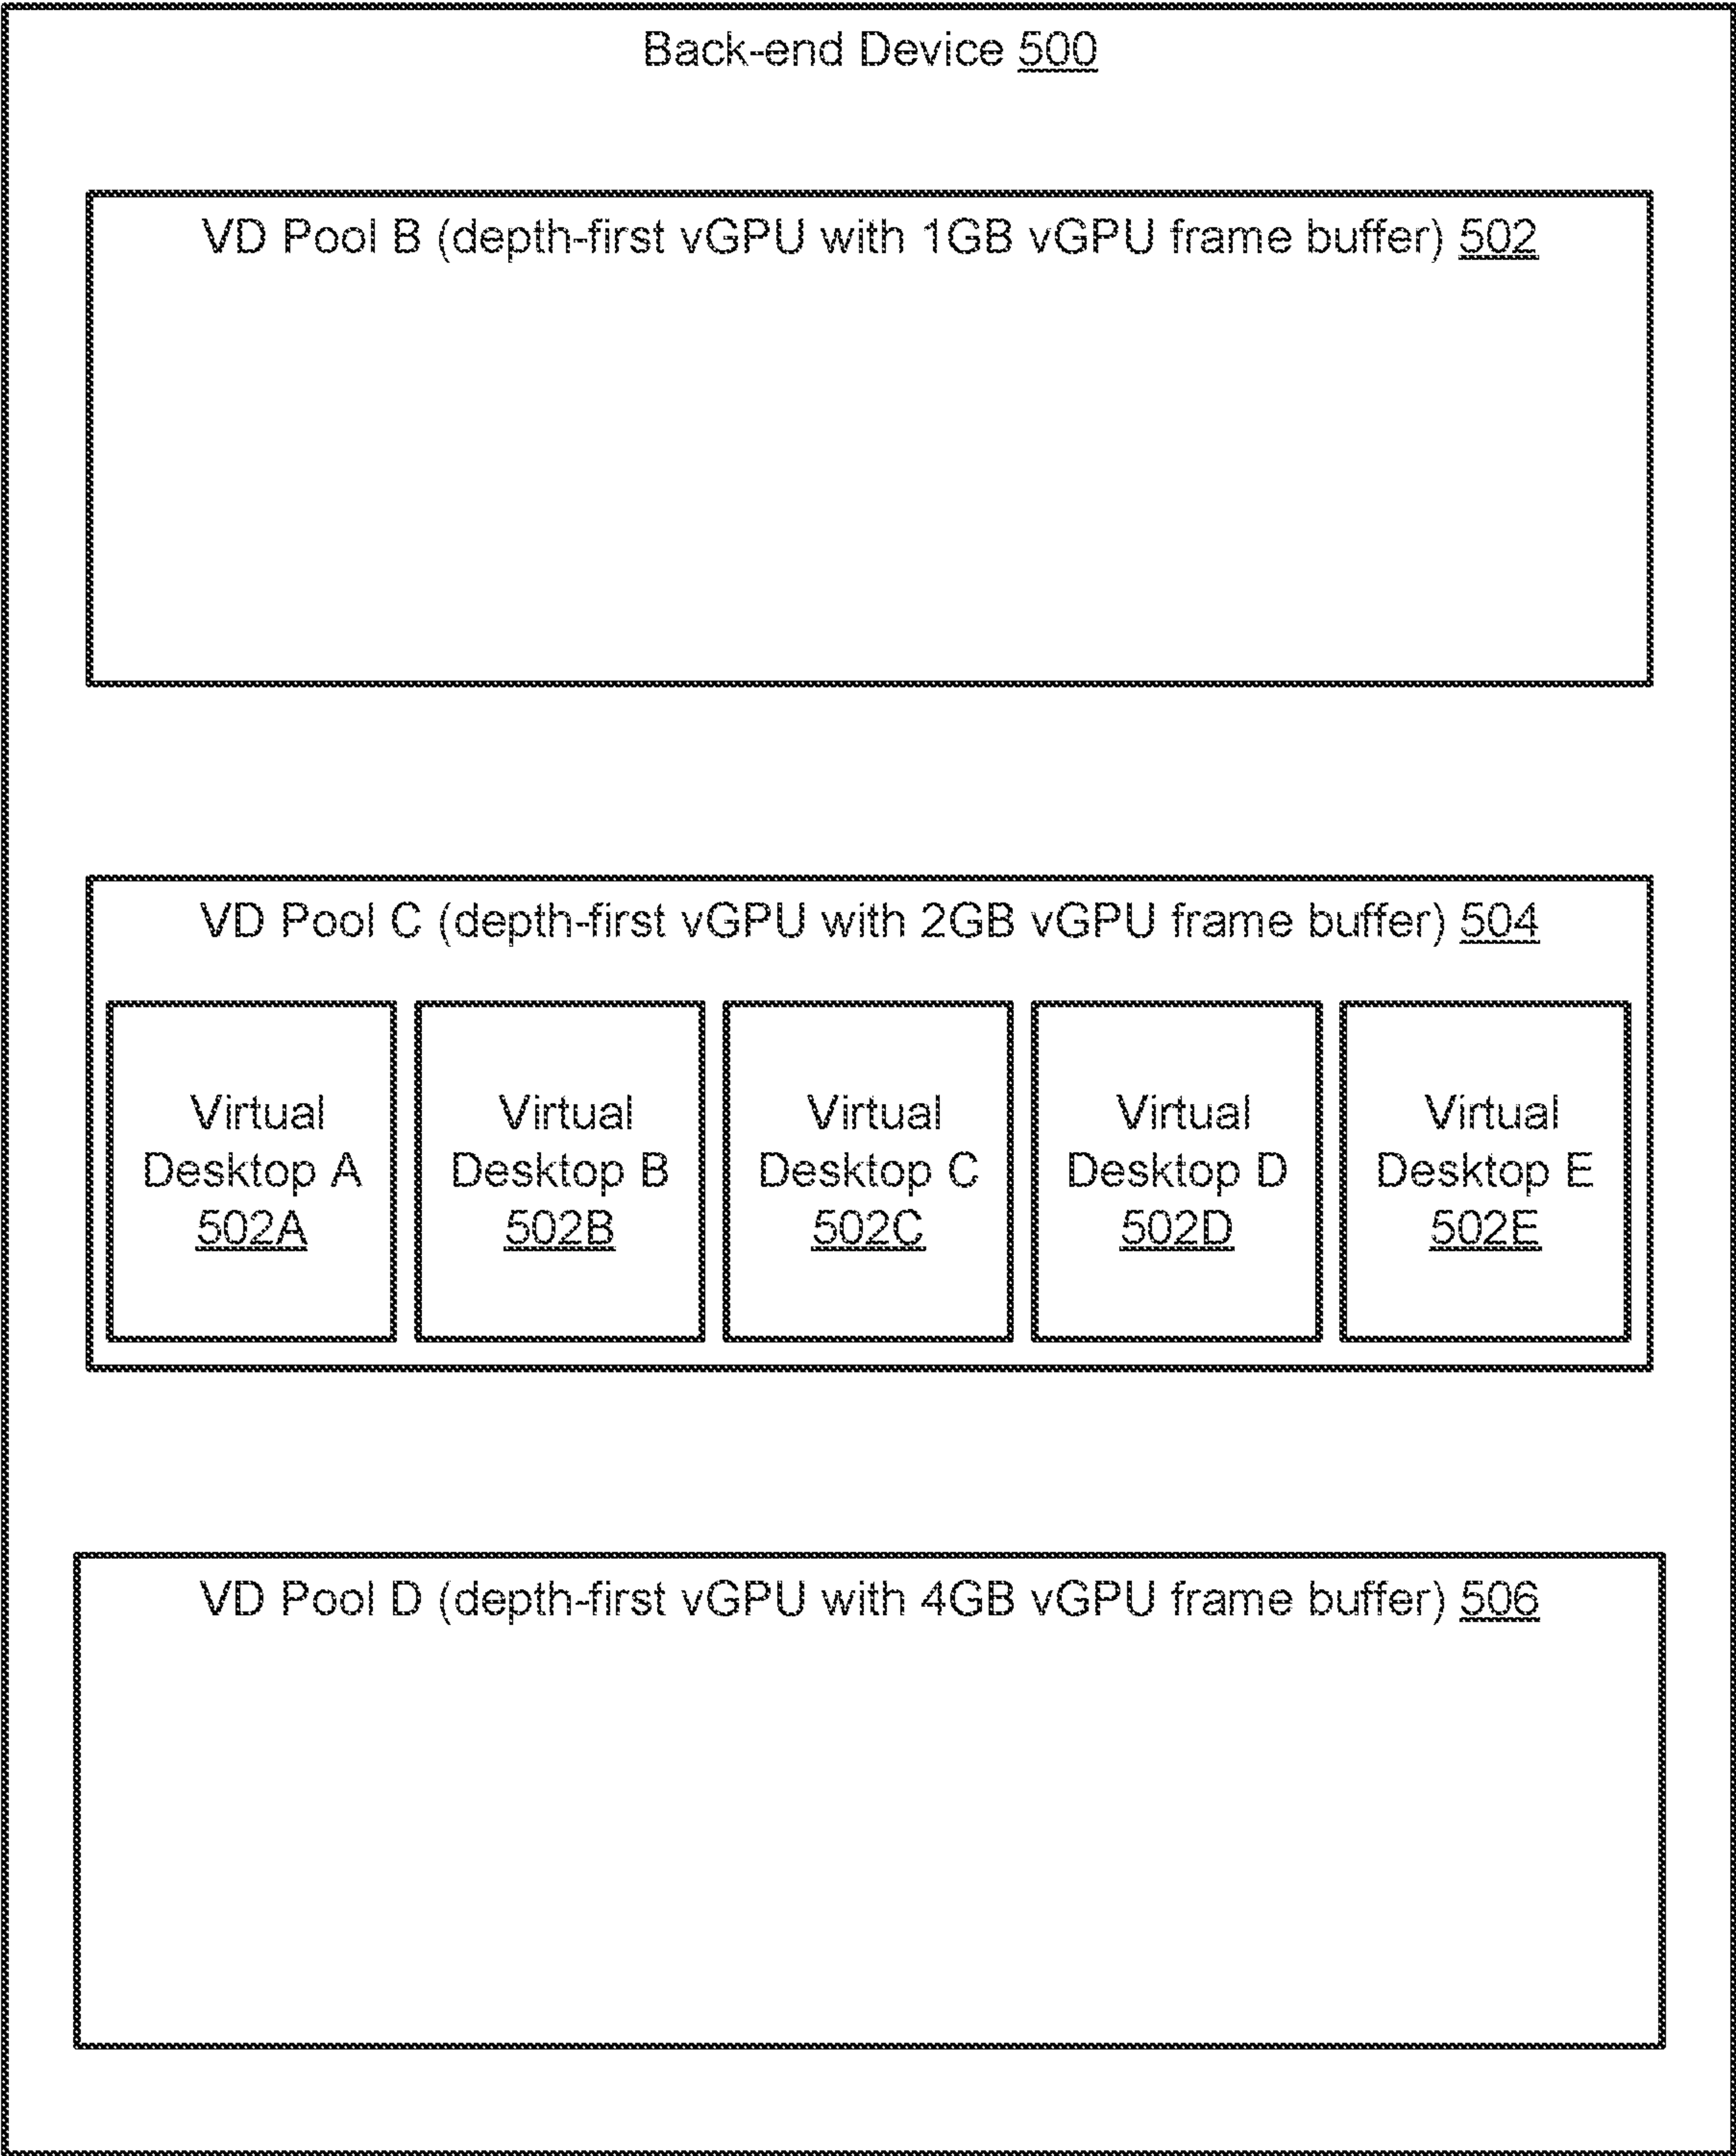 Back-end Device 500
VD Pool B (depth-first vGPU with 1GB vGPU frame buffer) 502
VD Pool C (depth-first vGPU with 2GB vGPU frame buffer) 504
Virtual
Desktop A
502A
Virtual
Desktop B
502B
Virtual
Desktop C
502C
Virtual
Desktop D
502D
Virtual
Desktop E
502E
VD Pool D (depth-first vGPU with 4GB vGPU frame buffer) 506